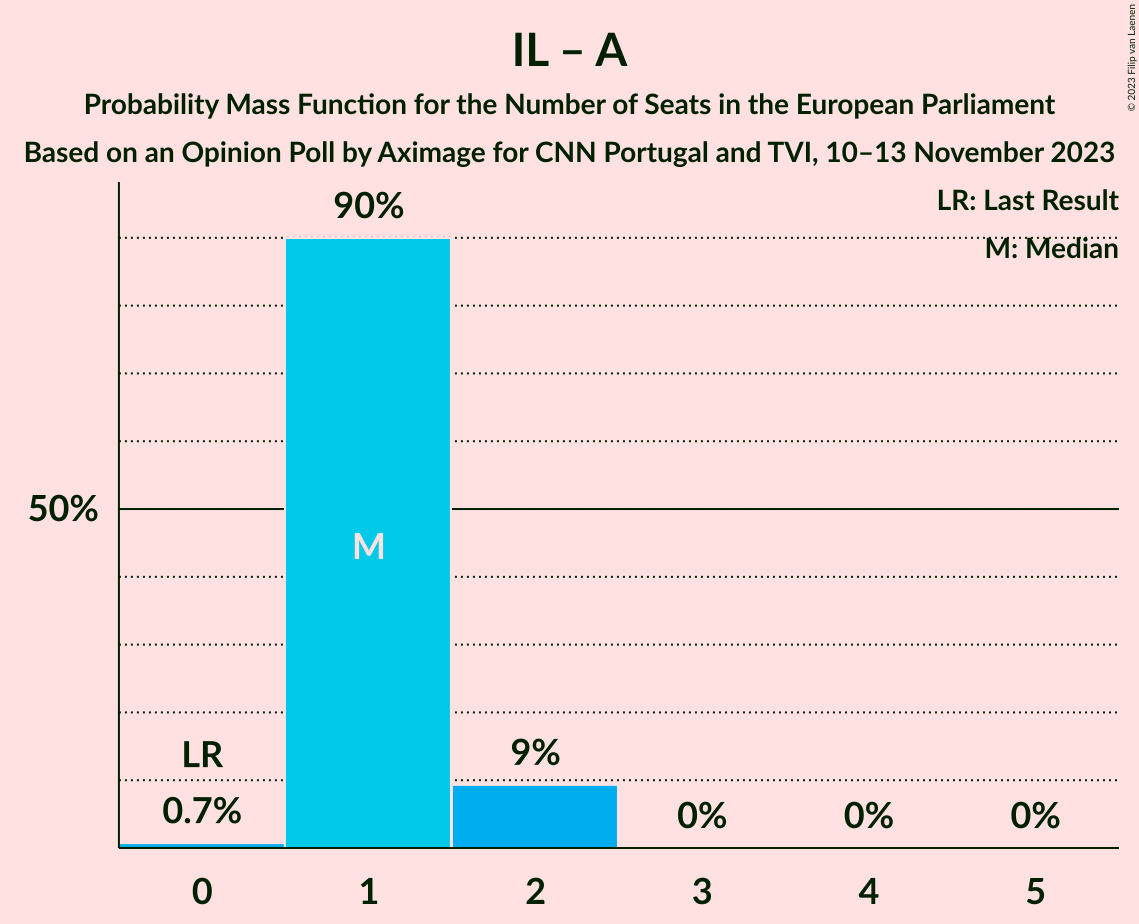 IL – A
Probability Mass Function for the Number of Seats in the European Parliament
Based on an Opinion Poll by Aximage for CNN Portugal and TVI, 10–13 November 2023
© 2023 Filip van Laenen
LR: Last Result
M: Median
90%
50%
M
LR
0.7%
9%
0%
0%
0%
0
1
2
3
4
5